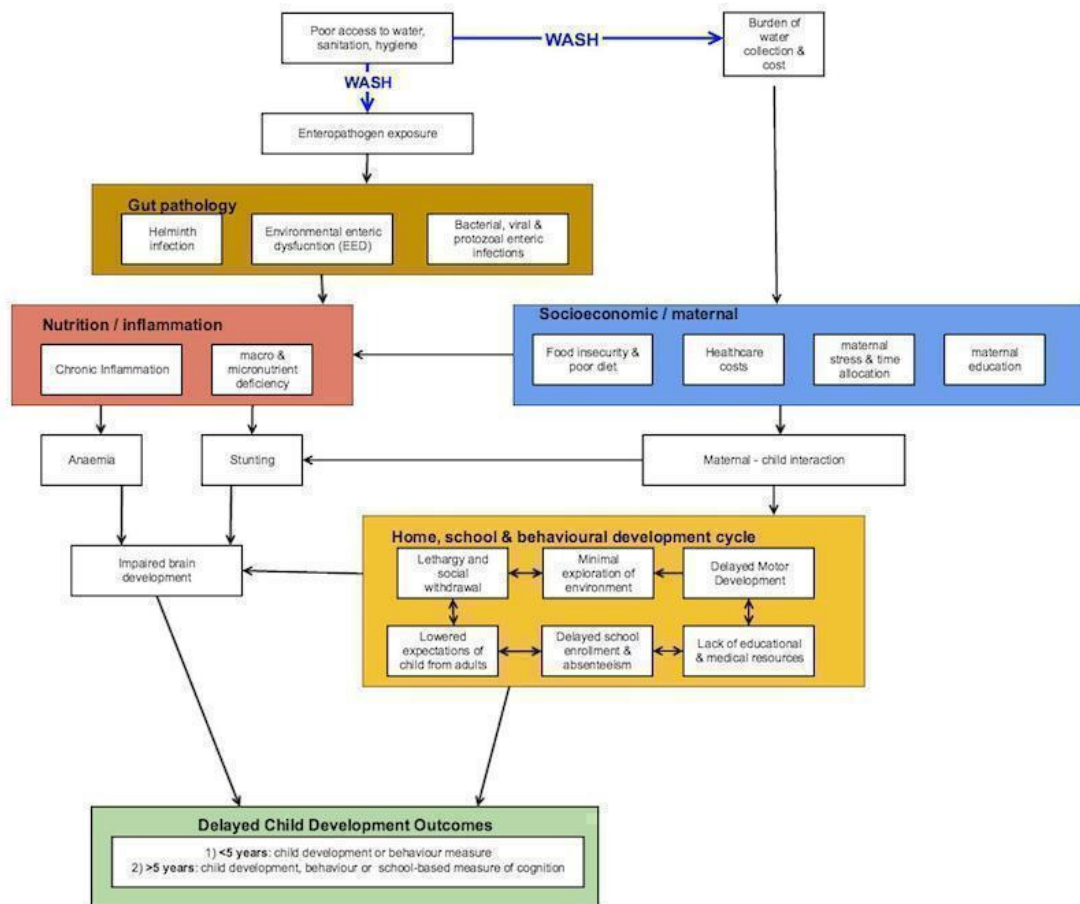 Poor access to water,
sanitation, hygiene
WASH
Burden of
water
collection &
cost
WASH
Enteropathogen exposure
Gut pathology
Helminth
infection
Environmental enteric
dysfucntion (EED)
Bacterial, viral &
protozoal enteric
infections
Nutrition / inflammation
Chronic Inflammation
macro &
micronutrient
deficiency
Socioeconomic / maternal
Food insecurity &
poor diet
Healthcare
costs
maternal
stress & time
allocation
maternal
education
Anaemia
Stunting
Maternal - child interaction
Impaired brain
development
Home, school & behavioural development cycle
Lethargy and
social
withdrawal
Minimal
exploration of
environment
Delayed Motor
Development
Lowered
expectations of
child from adults
Delayed school
enrollment &
absenteeism
Lack of educational
& medical resources
Delayed Child Development Outcomes
1) <5 years: child development or behaviour measure
2) >5 years: child development, behaviour or school-based measure of cognition